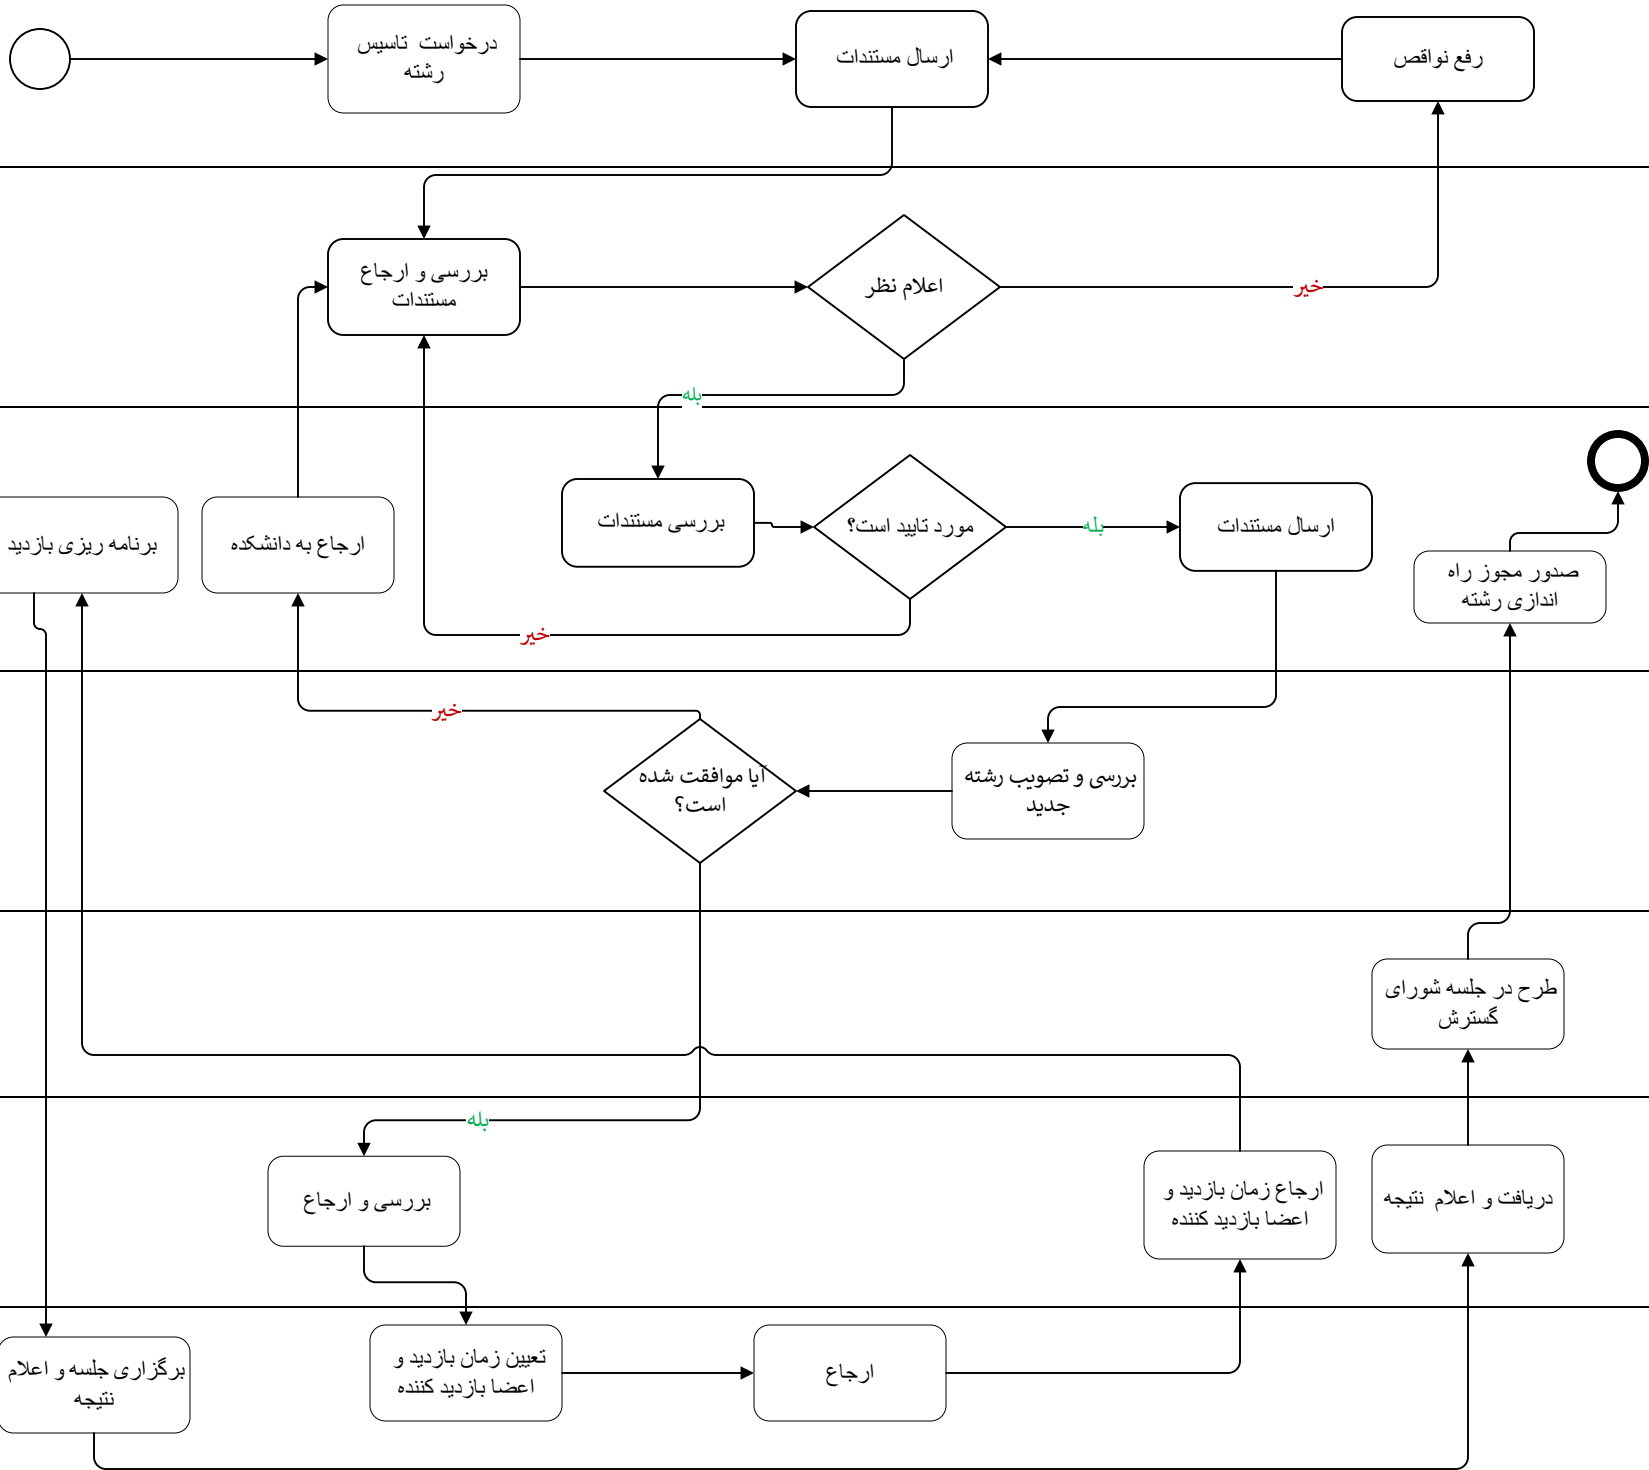 درخواست تاسیس
رشته
ارسال مستندات
رفع نواقص
بررسی و ارجاع
مستندات
اعلام نظر
خیر
بله
برنامه ریزی بازدید
ارجاع به دانشکده
بررسی مستندات
مورد تایید است؟
بله
ارسال مستندات
صدور مجوز راه
اندازی رشته
خیر
خیر
آیا موافقت شده
است؟
بررسی و تصویب رشته
جدید
طرح در جلسه شورای
گسترش
بله
بررسی و ارجاع
ارجاع زمان بازدید و
اعضا بازدید کننده
دریافت و اعلام نتیجه
برگزاری جلسه و اعلام
نتیجه
تعیین زمان بازدید و
اعضا بازدید کننده
ارجاع